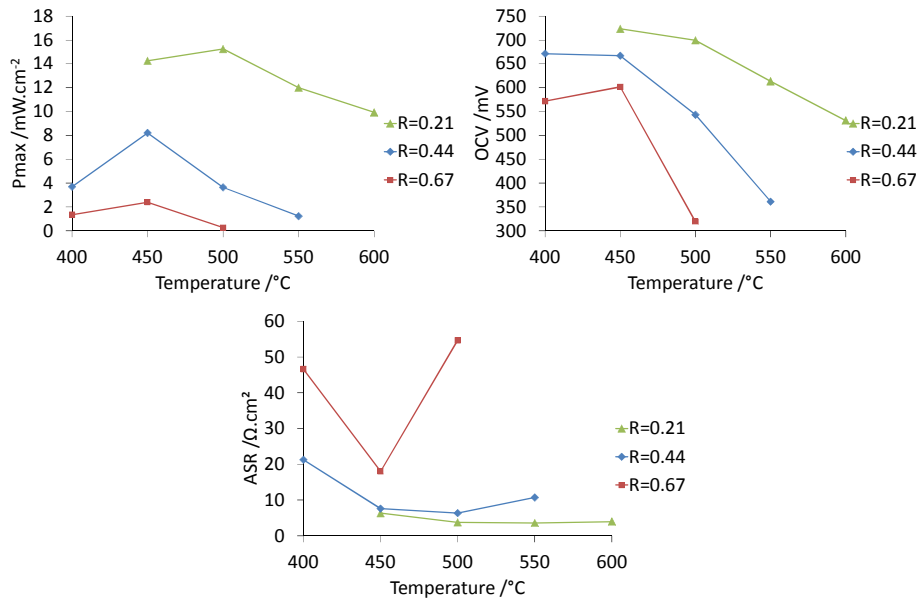 Pmax /mW.cm⁻²
18
16
14
12
10
8
6
4
2
0
400 450 500 550 600
Temperature /°C
R=0.21
R=0.44
R=0.67
OCV /mV
750
700
650
600
550
500
450
400
350
300
400 450 500 550 600
Temperature /°C
R=0.21
R=0.44
R=0.67
ASR /Ω.cm²
60
50
40
30
20
10
0
400 450 500 550 600
Temperature /°C
R=0.21
R=0.44
R=0.67